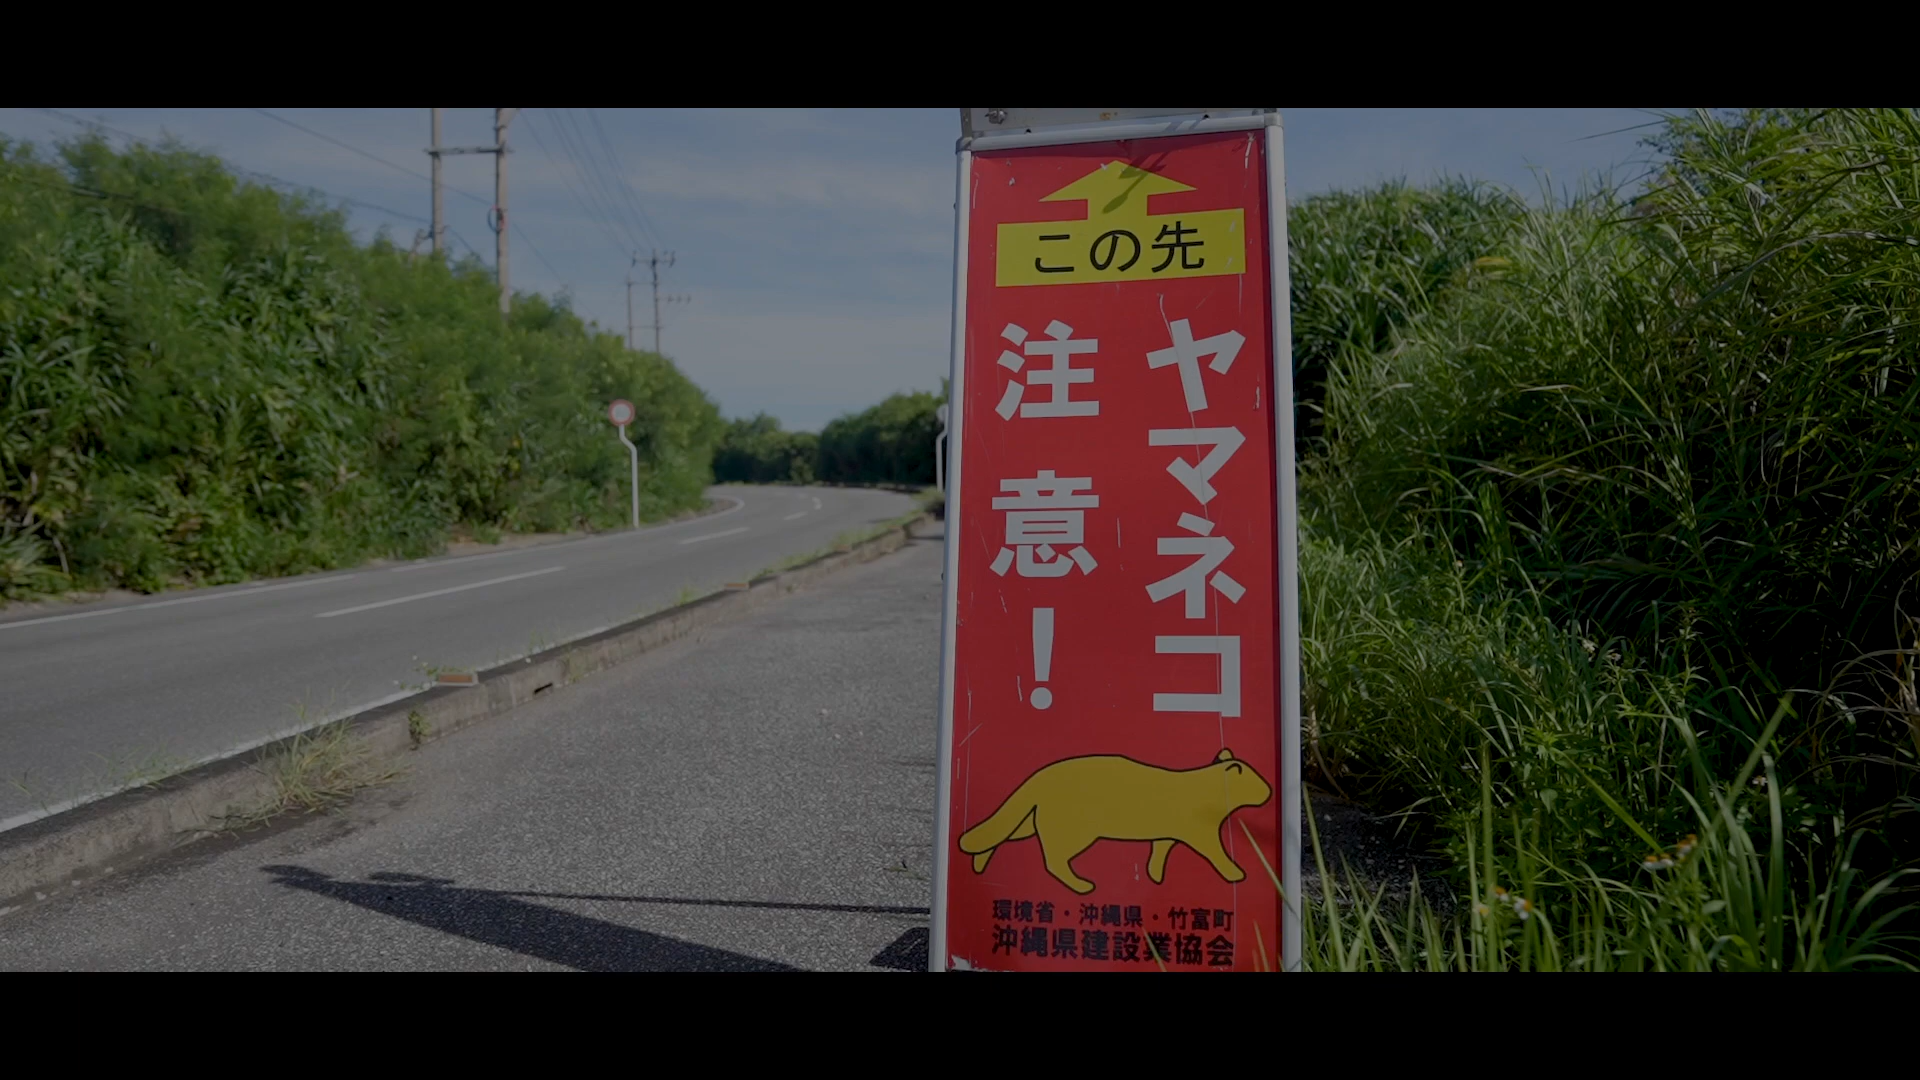 この先
ヤマネコ
注意！
環境省・沖縄県・竹富町
沖縄県建設業協会